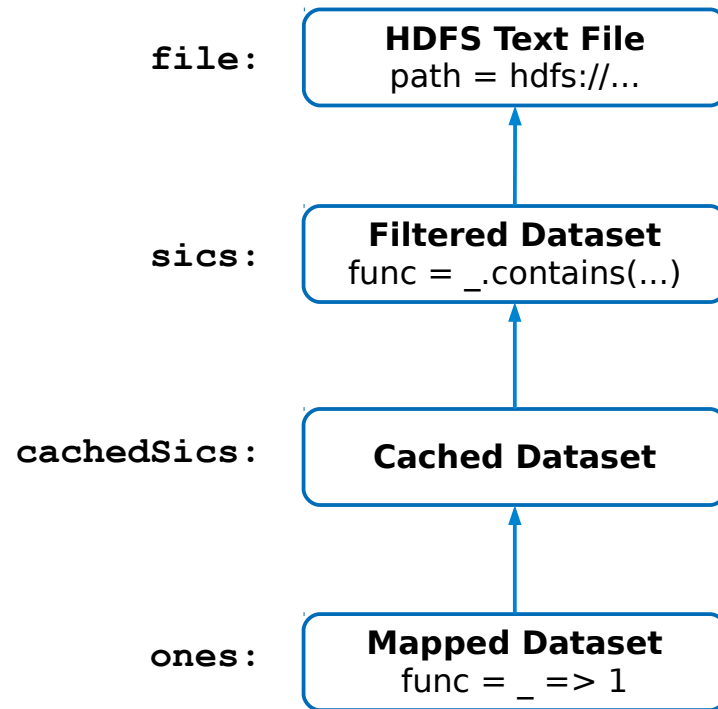 file:
HDFS Text File
path = hdfs://...
sics:
Filtered Dataset
func = _.contains(...)
cachedSics:
Cached Dataset
ones:
Mapped Dataset
func = _ => 1